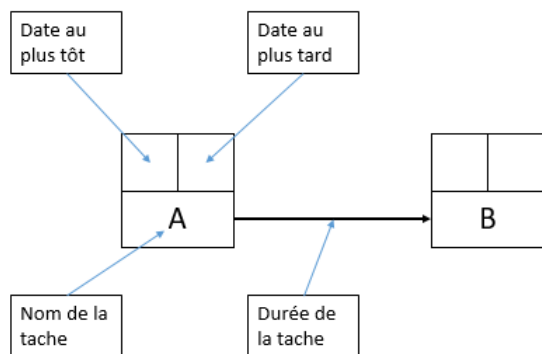 Date au
plus tôt
Date au
plus tard
A
B
Nom de la
tache
Durée de
la tache